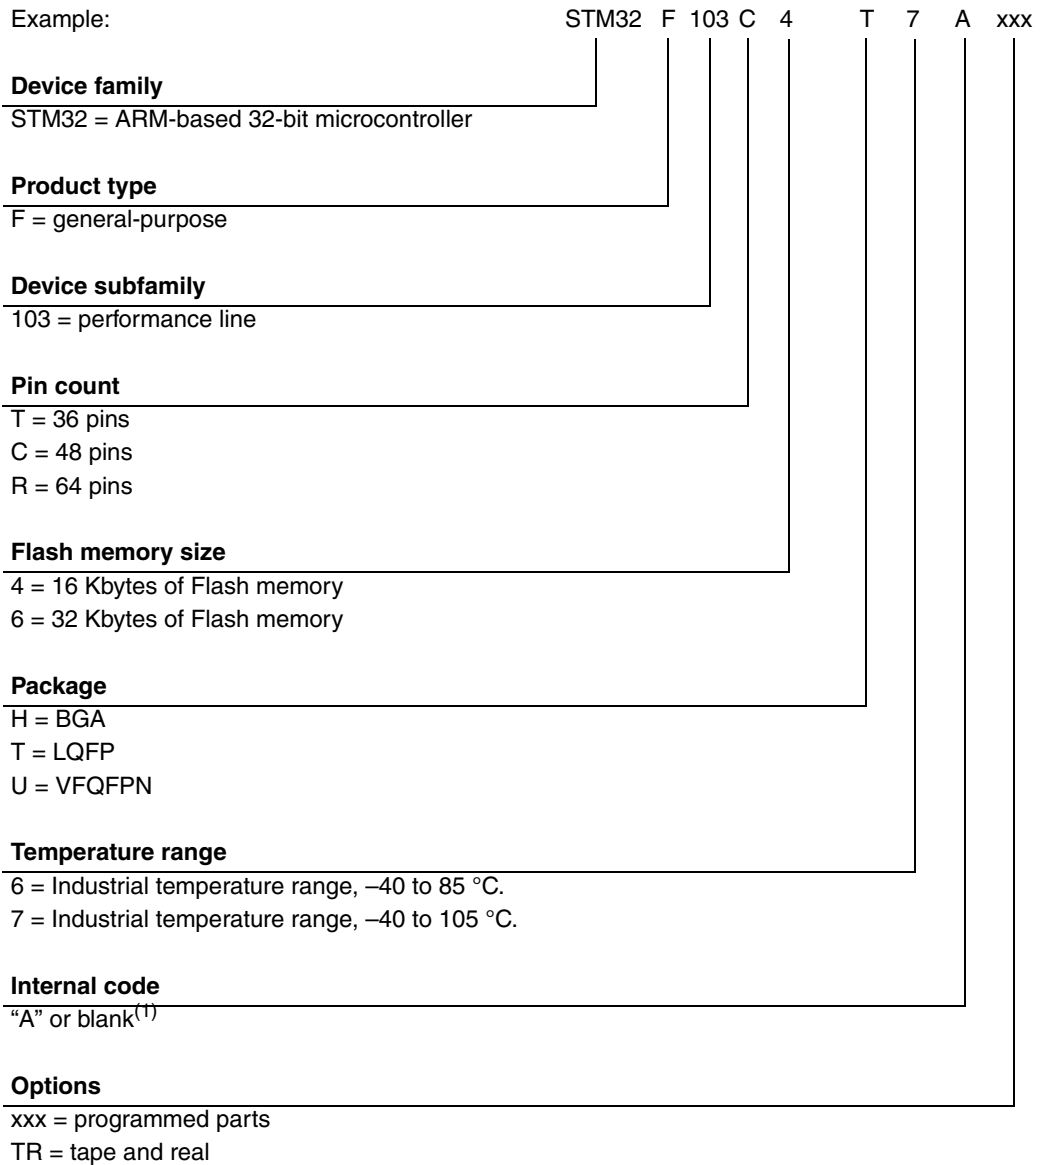 Example: STM32 F 103 C 4 T 7 A xxx
Device family
STM32 = ARM-based 32-bit microcontroller
Product type
F = general-purpose
Device subfamily
103 = performance line
Pin count
T = 36 pins
C = 48 pins
R = 64 pins
Flash memory size
4 = 16 Kbytes of Flash memory
6 = 32 Kbytes of Flash memory
Package
H = BGA
T = LQFP
U = VFQFPN
Temperature range
6 = Industrial temperature range, –40 to 85 °C.
7 = Industrial temperature range, –40 to 105 °C.
Internal code
“A” or blank(1)
Options
xxx = programmed parts
TR = tape and real